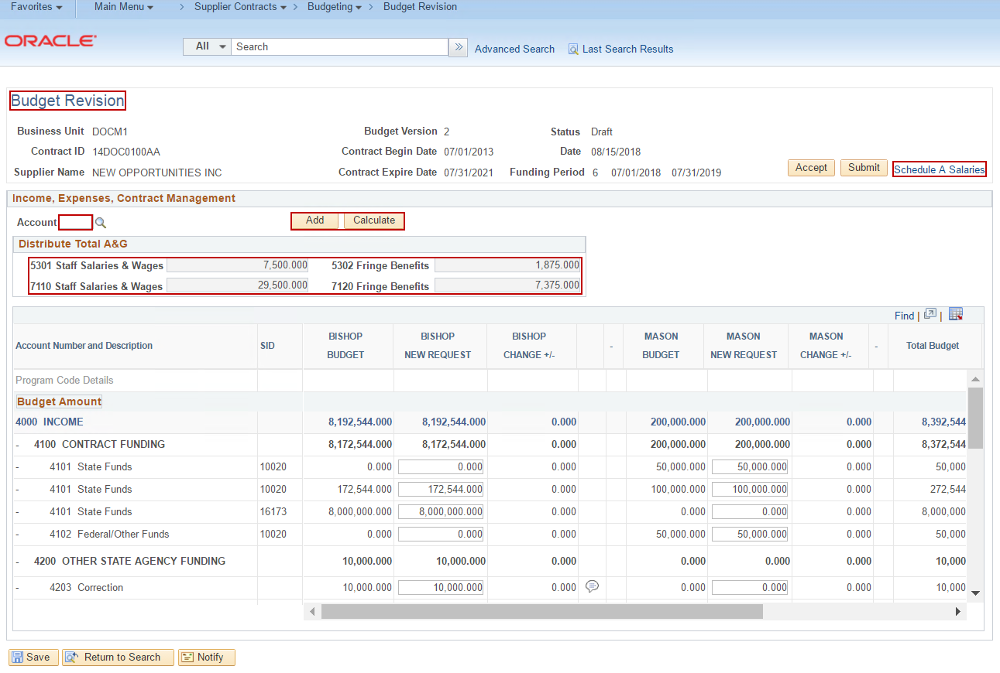 Favorites Main Menu > Supplier Contracts > Budgeting > Budget Revision
ORACLE
All Search Advanced Search Last Search Results
Budget Revision
Business Unit DOCM1 Budget Version 2 Status Draft
Contract ID 14DOC0100AA Contract Begin Date 07/01/2013 Date 08/15/2018
Supplier Name NEW OPPORTUNITIES INC Contract Expire Date 07/31/2021 Funding Period 6 07/01/2018 07/31/2019 Accept Submit Schedule A Salaries
Income, Expenses, Contract Management
Account Add Calculate
Distribute Total A&G
5301 Staff Salaries & Wages 7,500.000 5302 Fringe Benefits 1,875.000
7110 Staff Salaries & Wages 29,500.000 7120 Fringe Benefits 7,375.000
Find | |
Account Number and Description SID BISHOP BUDGET BISHOP NEW REQUEST BISHOP CHANGE +/- - MASON BUDGET MASON NEW REQUEST MASON CHANGE +/- - Total Budget
Program Code Details
Budget Amount
4000 INCOME 8,192,544.000 8,192,544.000 0.000 200,000.000 200,000.000 0.000 8,392,544
- 4100 CONTRACT FUNDING 8,172,544.000 8,172,544.000 0.000 200,000.000 200,000.000 0.000 8,372,544
- 4101 State Funds 10020 0.000 0.000 0.000 50,000.000 50,000.000 0.000 50,000
- 4101 State Funds 10020 172,544.000 172,544.000 0.000 100,000.000 100,000.000 0.000 272,544
- 4101 State Funds 16173 8,000,000.000 8,000,000.000 0.000 0.000 0.000 0.000 8,000,000
- 4102 Federal/Other Funds 10020 0.000 0.000 0.000 50,000.000 50,000.000 0.000 50,000
- 4200 OTHER STATE AGENCY FUNDING 10,000.000 10,000.000 0.000 0.000 0.000 0.000 10,000
- 4203 Correction 10,000.000 10,000.000 0.000 0.000 0.000 0.000 10,000
Save Return to Search Notify